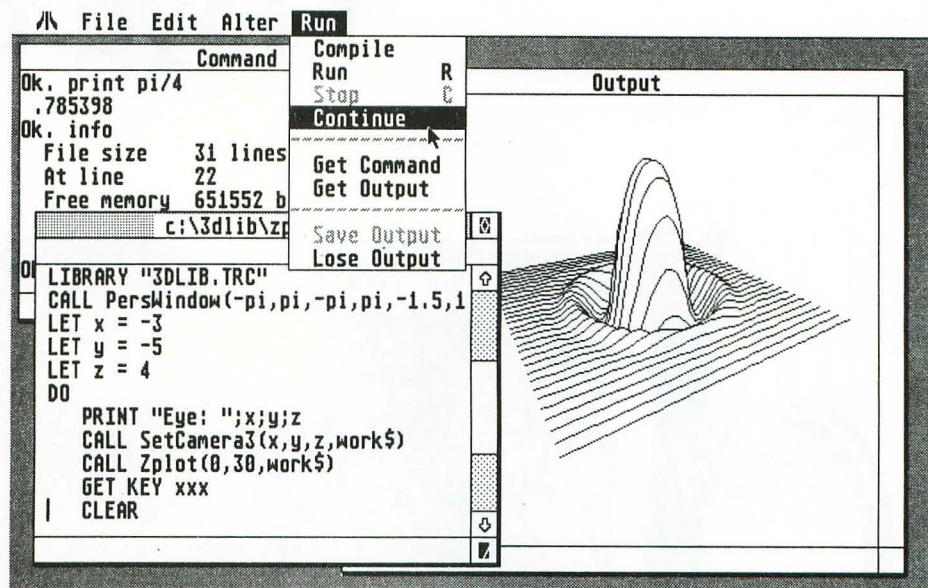 File Edit Alter Run
Command
Ok. print pi/4
.785398
Ok. info
File size 31 lines
At line 22
Free memory 651552 b
Compile
Run R
Stop C
Continue
Get Command
Get Output
Save Output
Lose Output
Output
c:\3dlib\zp
LIBRARY "3DLIB.TRC"
CALL PersWindow(-pi,pi,-pi,pi,-1.5,1
LET x = -3
LET y = -5
LET z = 4
DO
PRINT "Eye: ";x;y;z
CALL SetCamera3(x,y,z,work$)
CALL Zplot(0,30,work$)
GET KEY xxx
CLEAR